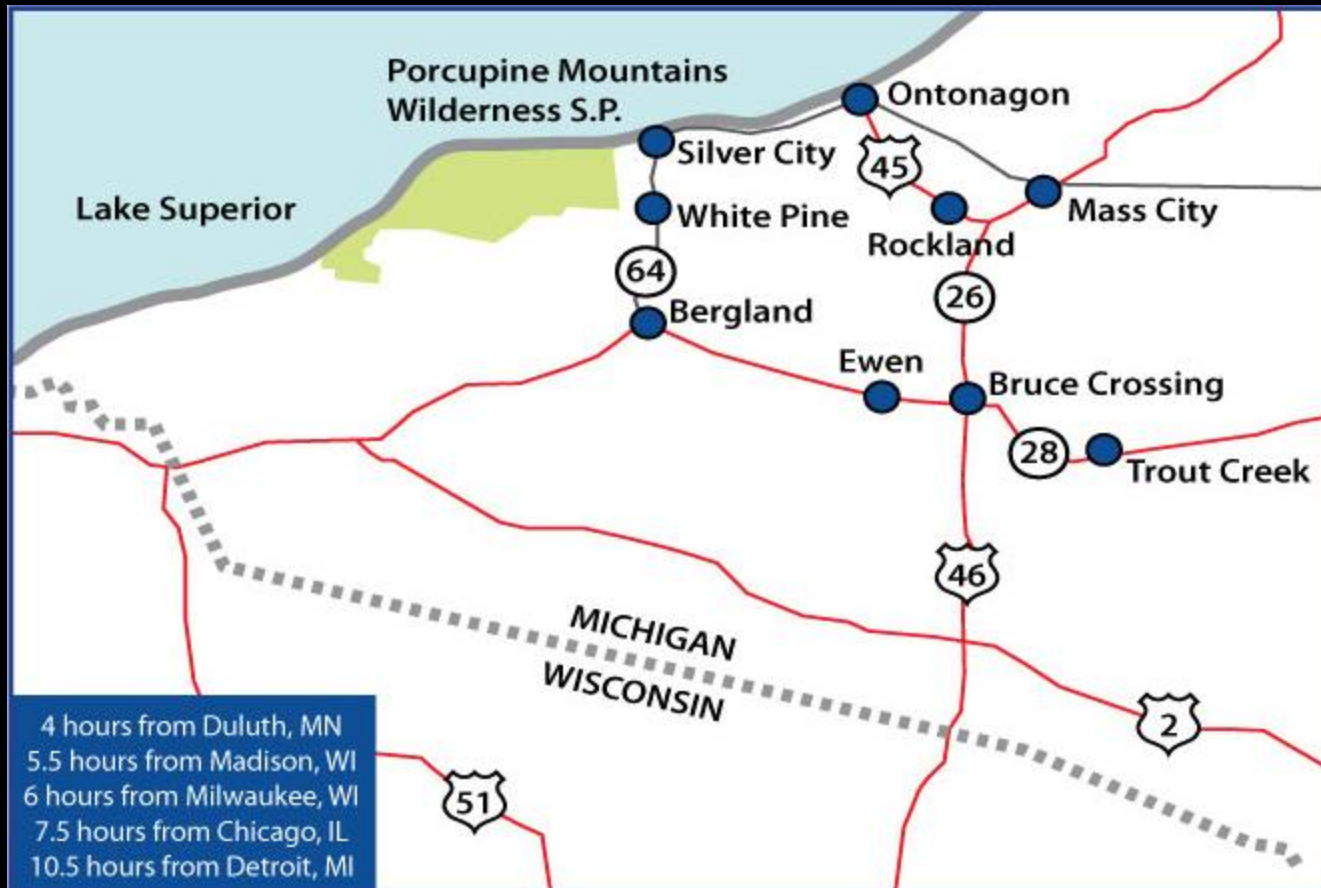 Porcupine Mountains
Wilderness S.P.
Ontonagon
Silver City
45
Lake Superior
White Pine
Mass City
Rockland
64
26
Bergland
Ewen
Bruce Crossing
28
Trout Creek
46
MICHIGAN
WISCONSIN
2
51
4 hours from Duluth, MN
5.5 hours from Madison, WI
6 hours from Milwaukee, WI
7.5 hours from Chicago, IL
10.5 hours from Detroit, MI